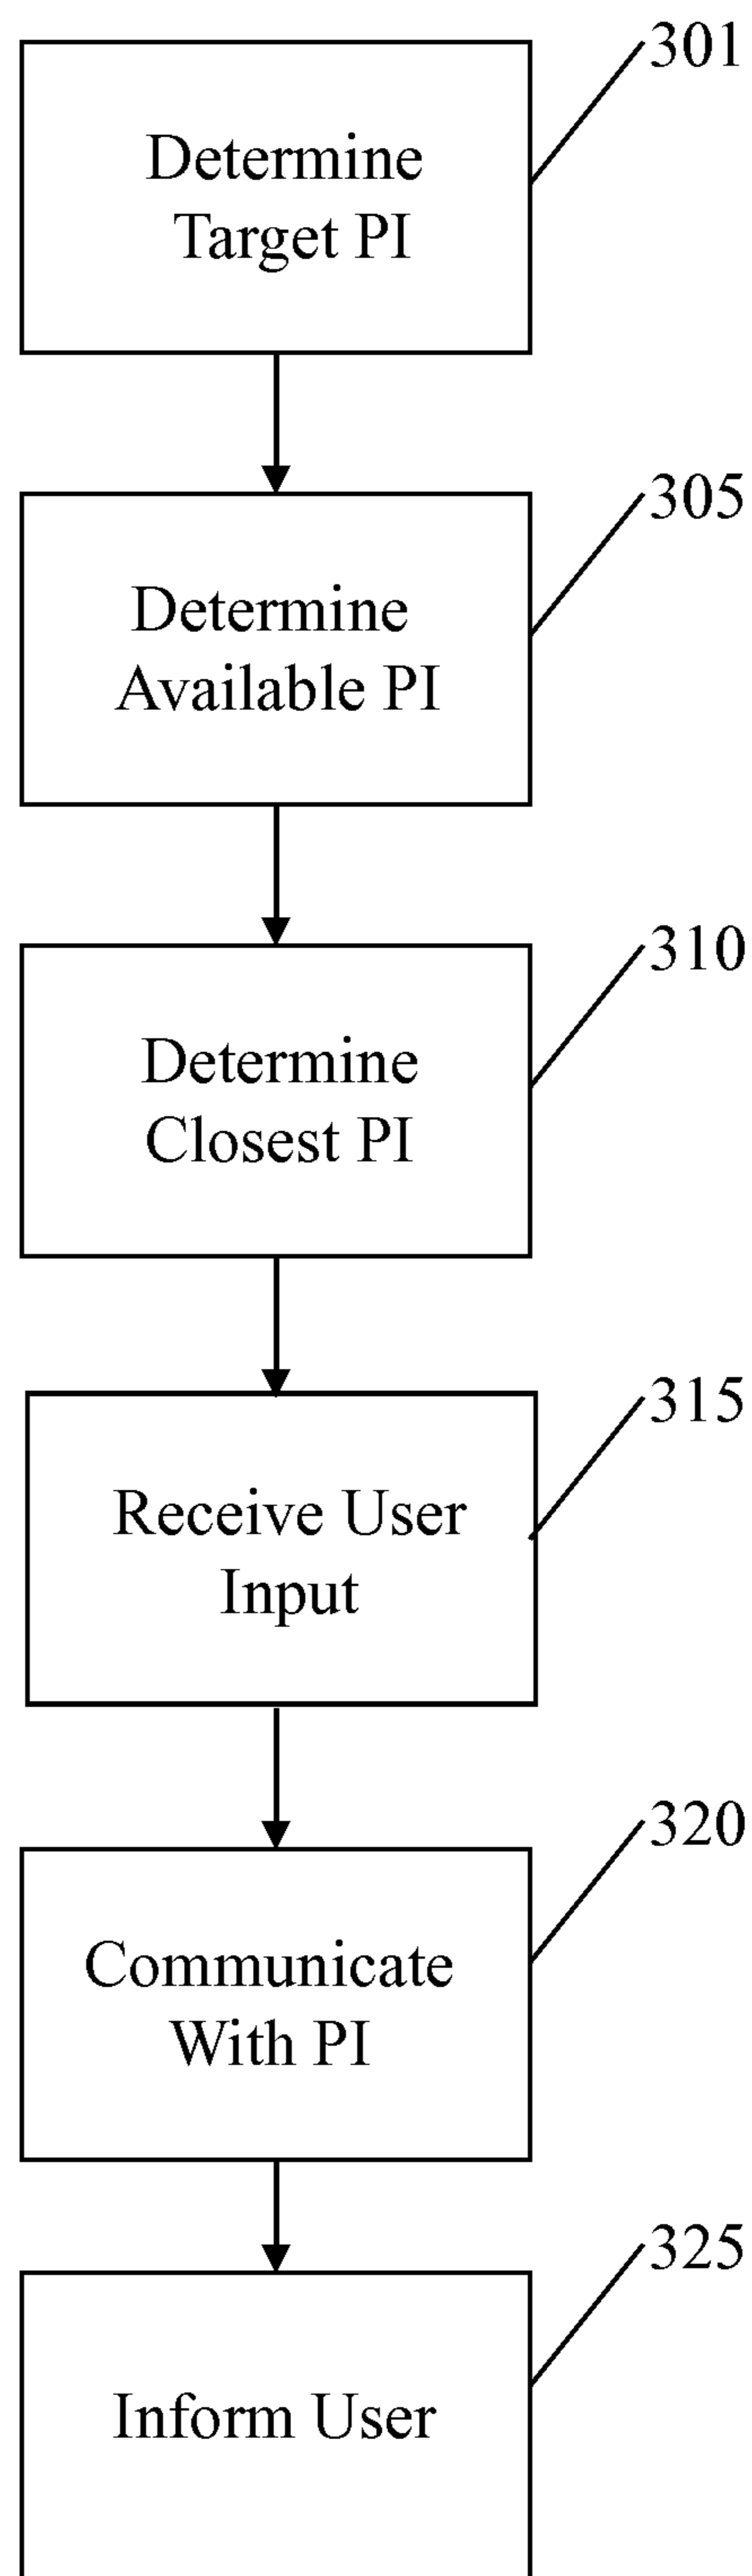 301
Determine
Target PI
305
Determine
Available PI
310
Determine
Closest PI
315
Receive User
Input
320
Communicate
With PI
325
Inform User